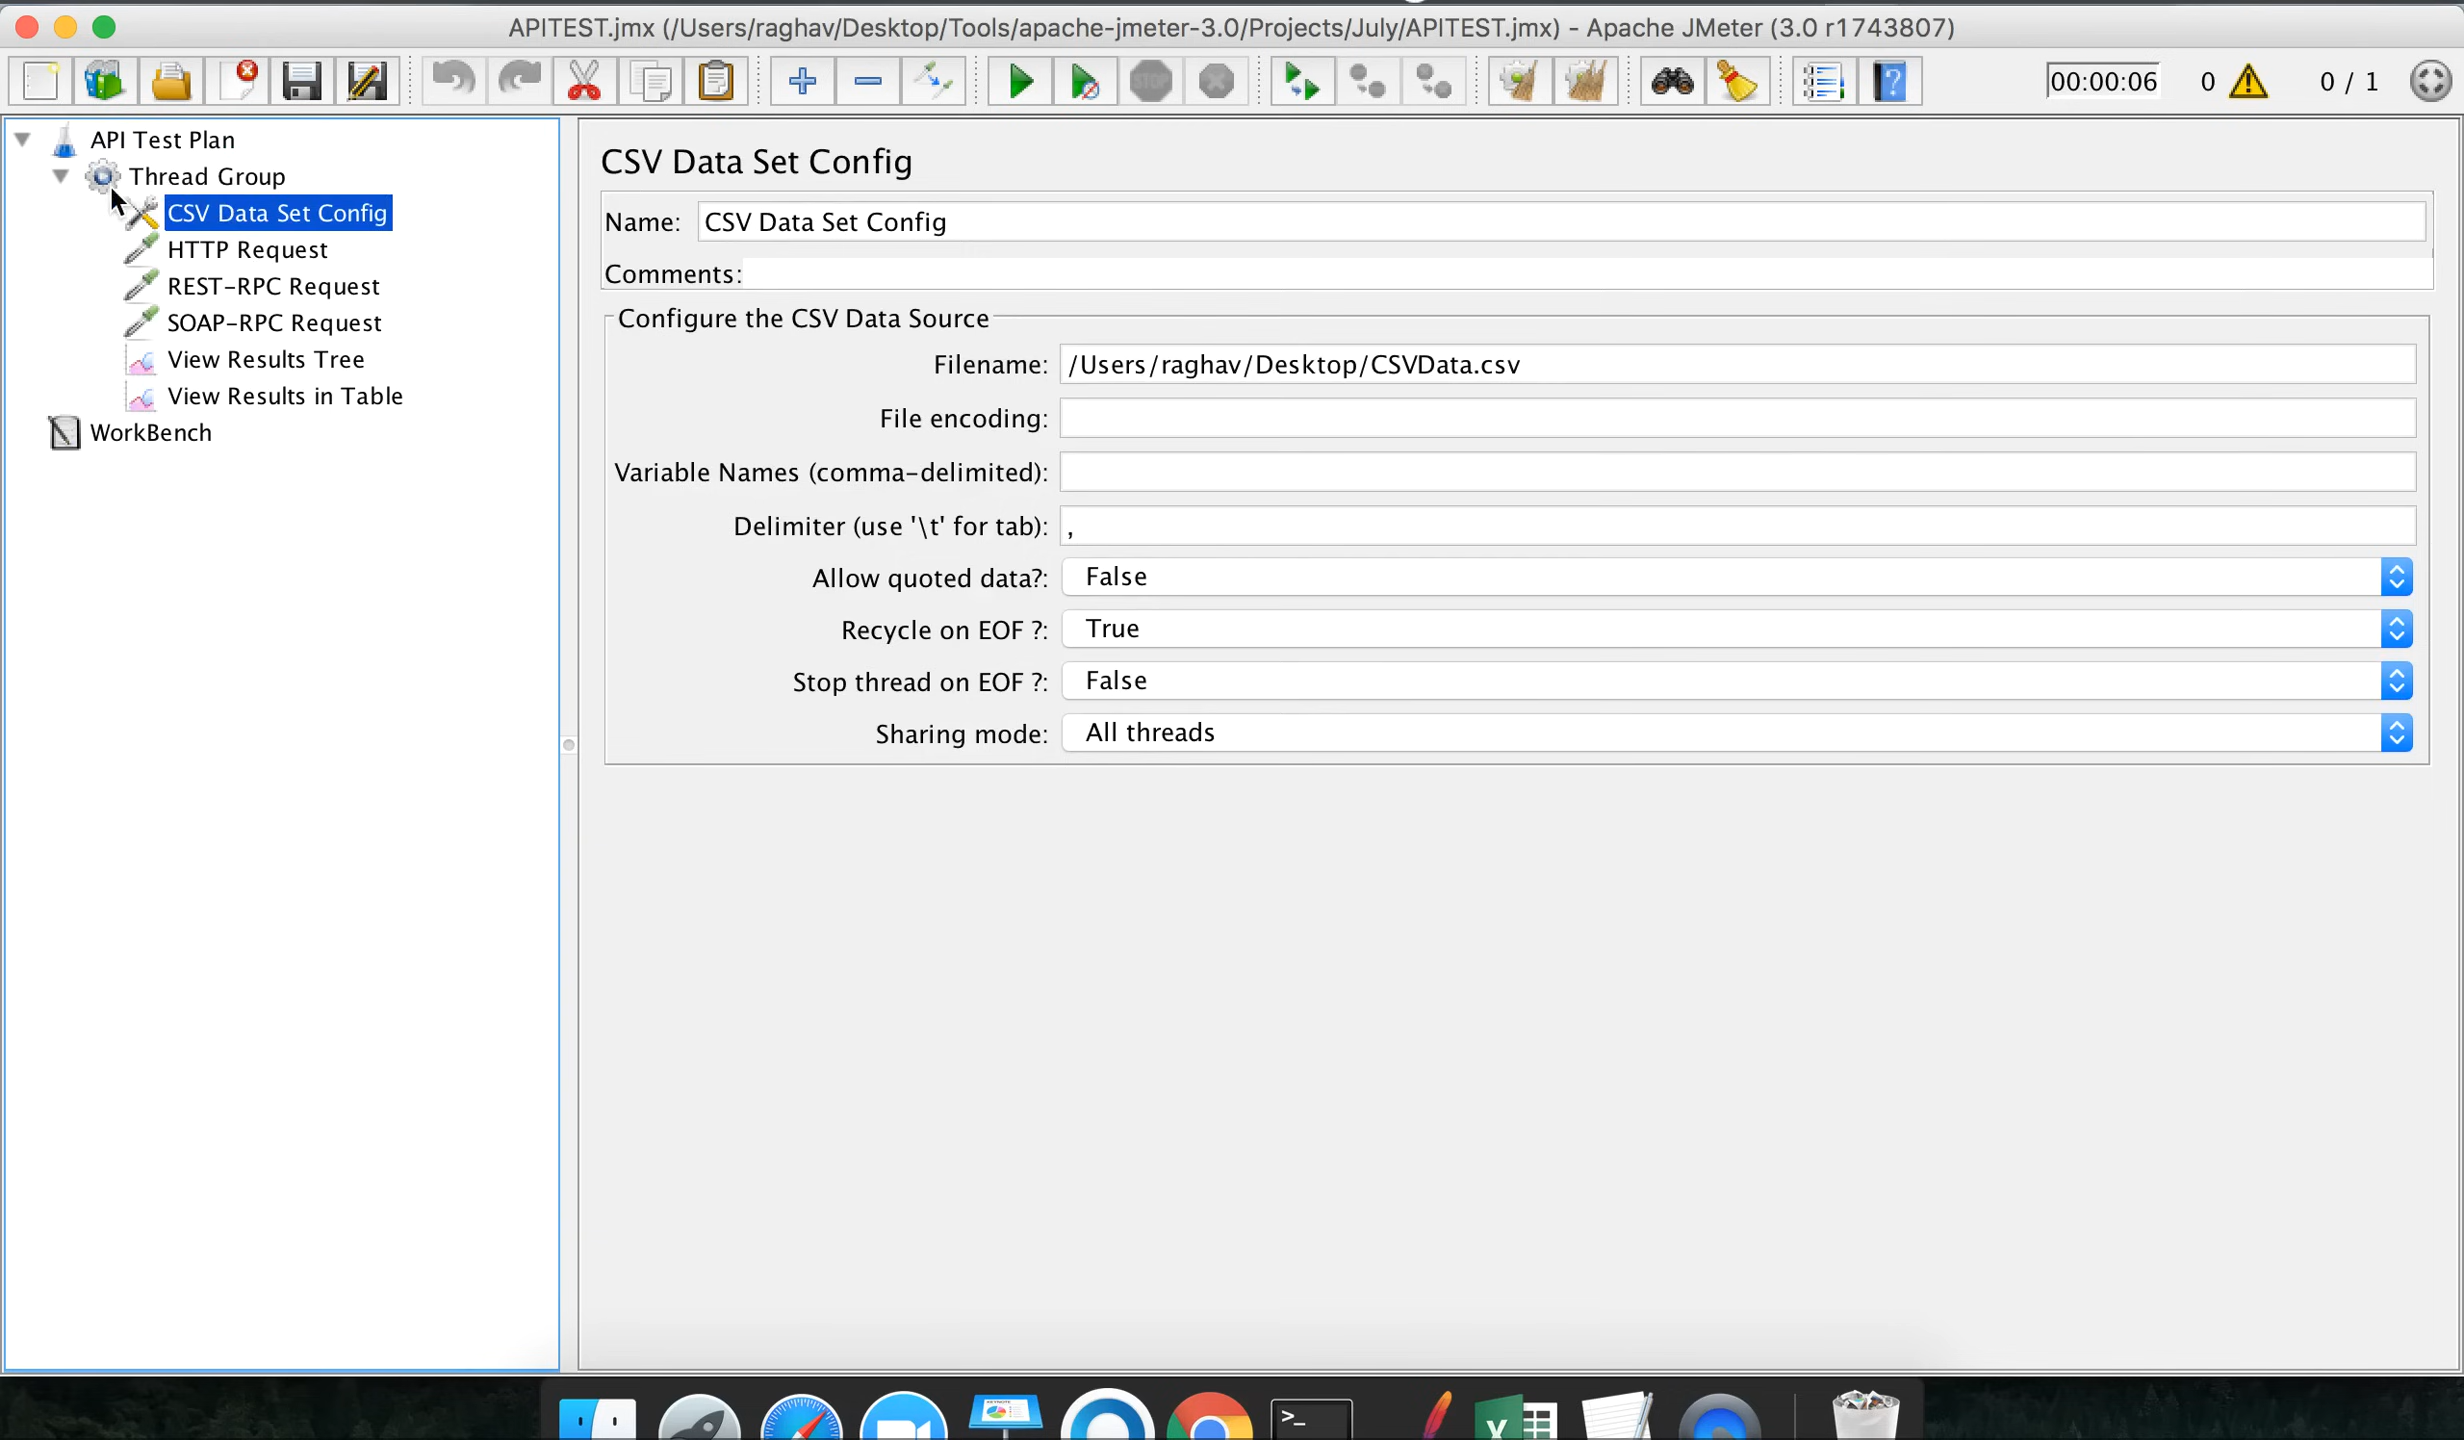 APITEST.jmx (/Users/raghav/Desktop/Tools/apache-jmeter-3.0/Projects/July/APITEST.jmx) - Apache JMeter (3.0 r1743807)
STOP
?
00:00:06
0
0 / 1
API Test Plan
Thread Group
CSV Data Set Config
HTTP Request
REST-RPC Request
SOAP-RPC Request
View Results Tree
View Results in Table
WorkBench
CSV Data Set Config
Name: CSV Data Set Config
Comments:
Configure the CSV Data Source
Filename: /Users/raghav/Desktop/CSVData.csv
File encoding:
Variable Names (comma-delimited):
Delimiter (use '\t' for tab): ,
Allow quoted data?: False
Recycle on EOF ?: True
Stop thread on EOF ?: False
Sharing mode: All threads
>_
X